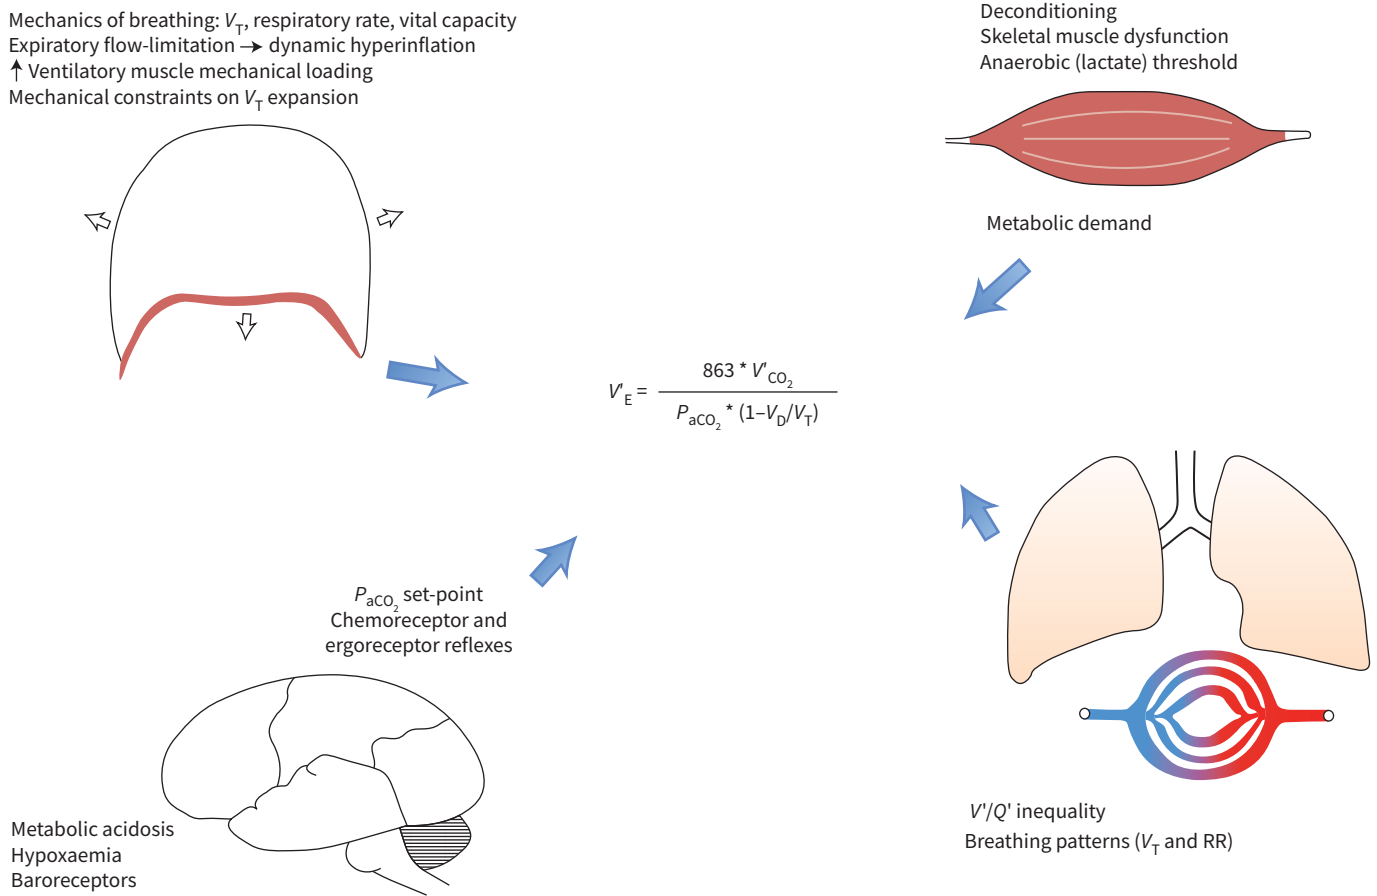 Mechanics of breathing: VT, respiratory rate, vital capacity
Expiratory flow-limitation → dynamic hyperinflation
↑ Ventilatory muscle mechanical loading
Mechanical constraints on VT expansion
Deconditioning
Skeletal muscle dysfunction
Anaerobic (lactate) threshold
Metabolic demand
V'E = 863 * V'CO2 / PaCO2 * (1–VD/VT)
PaCO2 set-point
Chemoreceptor and
ergoreceptor reflexes
Metabolic acidosis
Hypoxaemia
Baroreceptors
V'/Q' inequality
Breathing patterns (VT and RR)